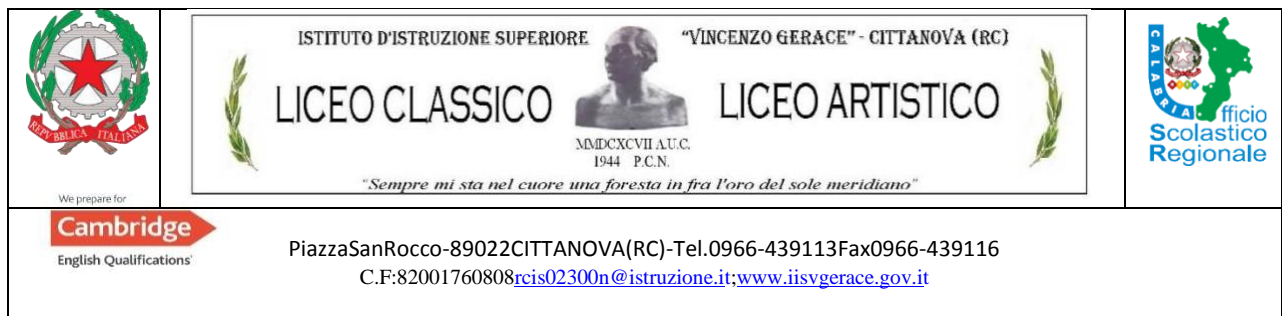 ISTITUTO D'ISTRUZIONE SUPERIORE "VINCENZO GERACE" - CITTANOVA (RC)
LICEO CLASSICO LICEO ARTISTICO
MMDCXCVII A.U.C.
1944 P.C.N.
"Sempre mi sta nel cuore una foresta in fra l'oro del sole meridiano"
REPVBBLICA ITALIANA
CALABRIA
fficio
Scolastico
Regionale
We prepare for
Cambridge
English Qualifications
PiazzaSanRocco-89022CITTANOVA(RC)-Tel.0966-439113Fax0966-439116
C.F:82001760808rcis02300n@istruzione.it;www.iisvgerace.gov.it